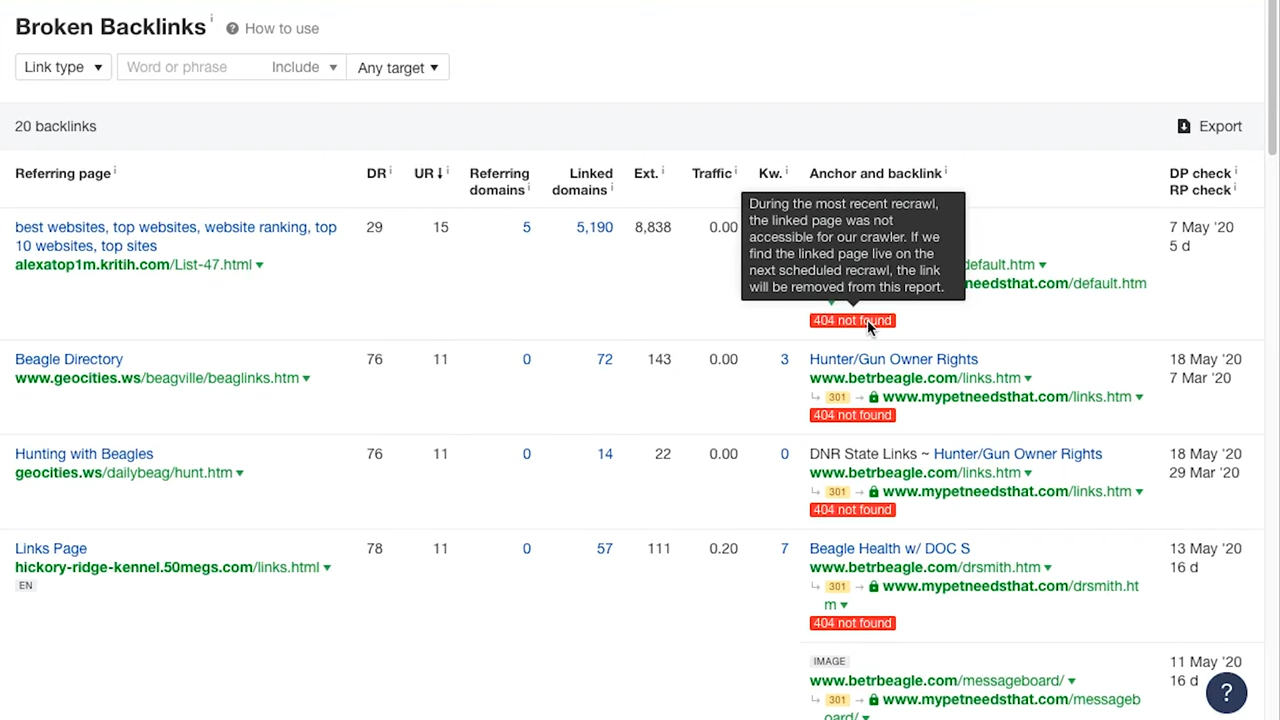 Broken Backlinks i ? How to use
Link type ▼ Word or phrase Include ▼ Any target ▼
20 backlinks Export
Referring page i DR i UR ↓ i Referring domains i Linked domains i Ext. i Traffic i Kw. i Anchor and backlink i DP check i RP check i
best websites, top websites, website ranking, top 29 15 5 5,190 8,838 0.00 7 May '20
10 websites, top sites 5 d
alexatop1m.kritih.com/List-47.html ▼
During the most recent recrawl,
the linked page was not
accessible for our crawler. If we
find the linked page live on the
next scheduled recrawl, the link
will be removed from this report.
default.htm ▼
needsthat.com/default.htm
404 not found
Beagle Directory 76 11 0 72 143 0.00 3 Hunter/Gun Owner Rights 18 May '20
www.geocities.ws/beagville/beaglinks.htm ▼ www.betrbeagle.com/links.htm ▼ 7 Mar '20
↳ 301 → www.mypetneedsthat.com/links.htm ▼
404 not found
Hunting with Beagles 76 11 0 14 22 0.00 0 DNR State Links ~ Hunter/Gun Owner Rights 18 May '20
geocities.ws/dailybeag/hunt.htm ▼ www.betrbeagle.com/links.htm ▼ 29 Mar '20
↳ 301 → www.mypetneedsthat.com/links.htm ▼
404 not found
Links Page 78 11 0 57 111 0.20 7 Beagle Health w/ DOC S 13 May '20
hickory-ridge-kennel.50megs.com/links.html ▼ www.betrbeagle.com/drsmith.htm ▼ 16 d
EN ↳ 301 → www.mypetneedsthat.com/drsmith.ht
m ▼
404 not found
IMAGE 11 May '20
www.betrbeagle.com/messageboard/ ▼ 16 d
↳ 301 → www.mypetneedsthat.com/messageb
oard/ ▼
?